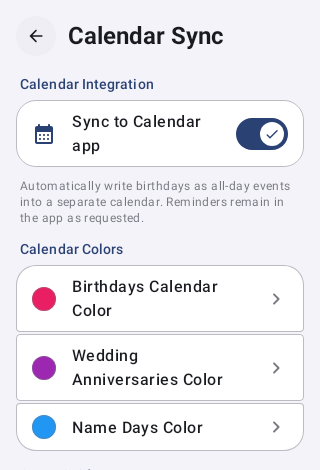 Calendar Sync
Calendar Integration
Sync to Calendar
app
Automatically write birthdays as all-day events
into a separate calendar. Reminders remain in
the app as requested.
Calendar Colors
Birthdays Calendar
Color
Wedding
Anniversaries Color
Name Days Color